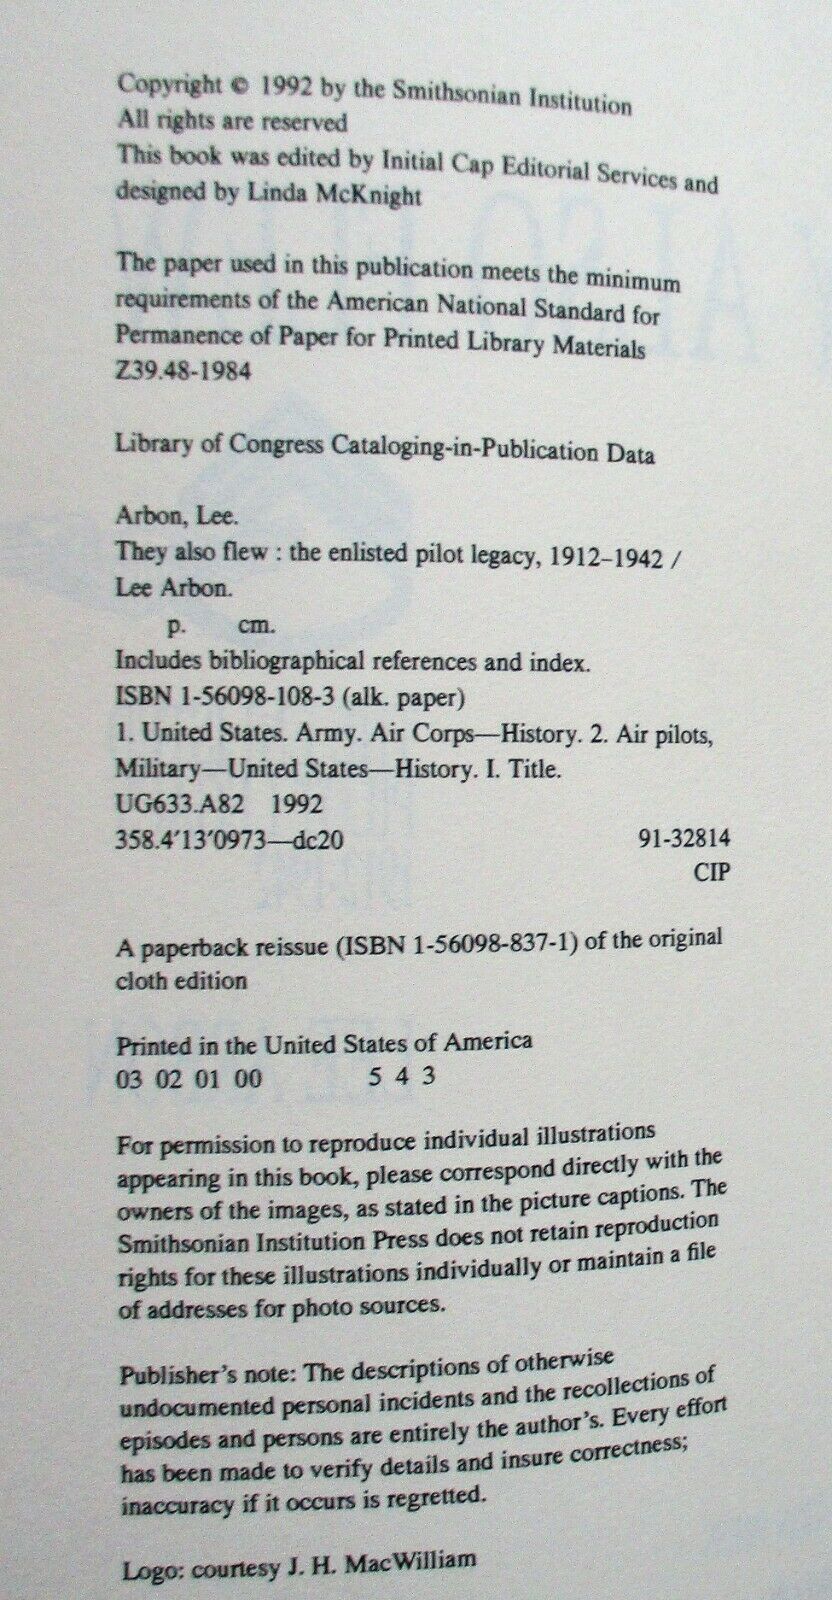 Copyright © 1992 by the Smithsonian Institution
All rights are reserved
This book was edited by Initial Cap Editorial Services and
designed by Linda McKnight
The paper used in this publication meets the minimum
requirements of the American National Standard for
Permanence of Paper for Printed Library Materials
Z39.48-1984
Library of Congress Cataloging-in-Publication Data
Arbon, Lee.
They also flew : the enlisted pilot legacy, 1912–1942 /
Lee Arbon.
p. cm.
Includes bibliographical references and index.
ISBN 1-56098-108-3 (alk. paper)
1. United States. Army. Air Corps—History. 2. Air pilots,
Military—United States—History. I. Title.
UG633.A82 1992
358.4′13′0973—dc20 91-32814
CIP
A paperback reissue (ISBN 1-56098-837-1) of the original
cloth edition
Printed in the United States of America
03 02 01 00 5 4 3
For permission to reproduce individual illustrations
appearing in this book, please correspond directly with the
owners of the images, as stated in the picture captions. The
Smithsonian Institution Press does not retain reproduction
rights for these illustrations individually or maintain a file
of addresses for photo sources.
Publisher's note: The descriptions of otherwise
undocumented personal incidents and the recollections of
episodes and persons are entirely the author's. Every effort
has been made to verify details and insure correctness;
inaccuracy if it occurs is regretted.
Logo: courtesy J. H. MacWilliam